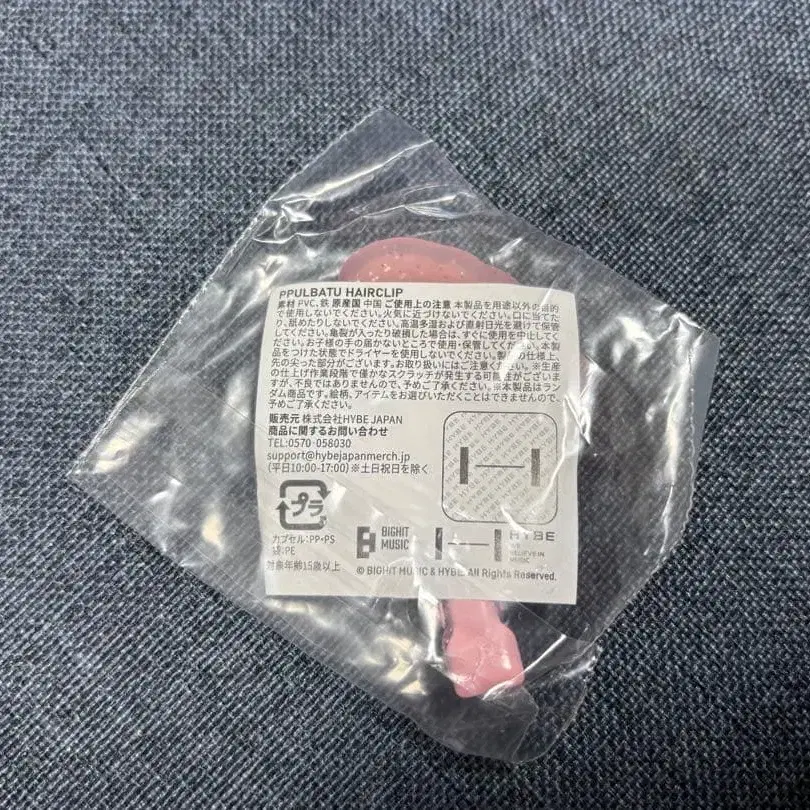 PPULBATU HAIRCLIP
素材 PVC、鉄 原産国 中国 ご使用上の注意 本製品を用途以外の目的
で使用しないでください。火気に近づけないでください。口に当てた
り、舐めたりしないでください。高温多湿および直射日光を避けて保管
してください。亀裂が入ったり破損した場合は、すぐに使用を中止してく
ださい。お子様の手の届かないところで使用・保管してください。本製
品をつけた状態でドライヤーを使用しないでください。製品の仕様上、
先の尖った部分がございます。お取り扱いにはご注意ください。※生産
の仕上げ作業段階で僅かなスクラッチが発生する可能性がございま
すが、不良ではありませんので、予めご了承ください。※本製品はラン
ダム商品です。絵柄、アイテムをお選びいただくことはできませんので、
予めご了承ください。
販売元 株式会社HYBE JAPAN
商品に関するお問い合わせ
TEL:0570-058030
support@hybejapanmerch.jp
(平日10:00-17:00)※土日祝日を除く
プラ
カプセル:PP・PS
袋:PE
対象年齢15歳以上
BIGHIT
MUSIC
HYBE
WE
BELIEVE IN
MUSIC
© BIGHIT MUSIC & HYBE. All Rights Reserved.